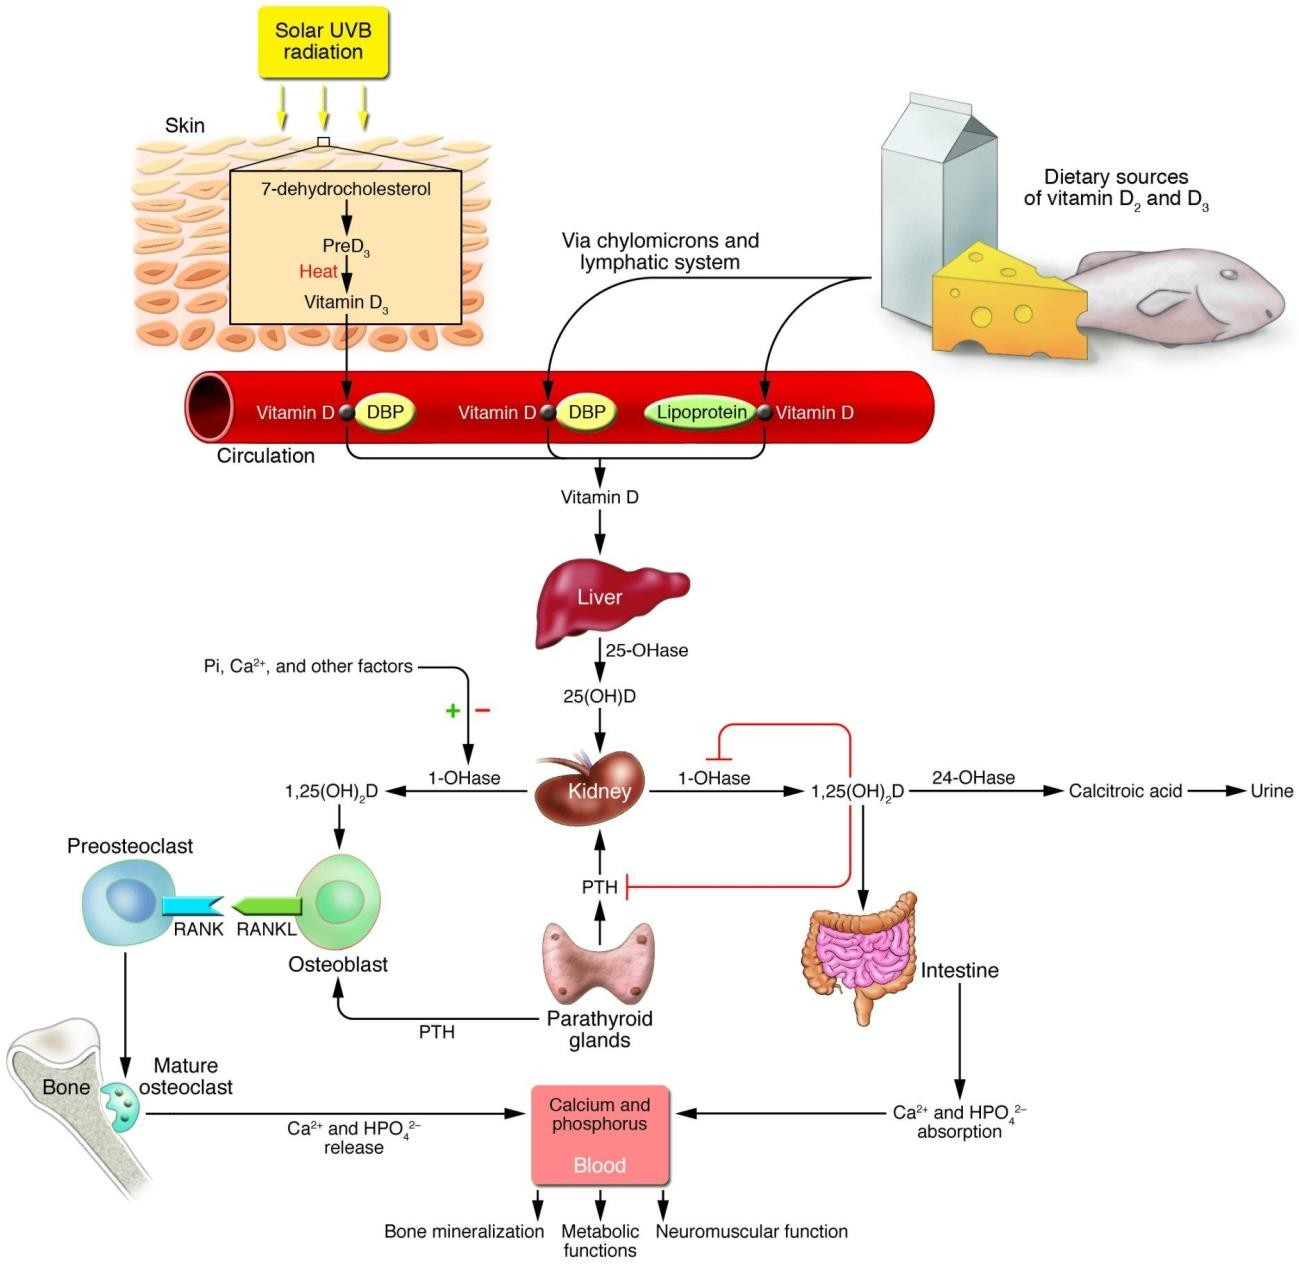 Solar UVB
radiation
Skin
7-dehydrocholesterol
PreD3
Heat
Vitamin D3
Via chylomicrons and
lymphatic system
Dietary sources
of vitamin D2 and D3
Vitamin D
DBP
Vitamin D
DBP
Lipoprotein
Vitamin D
Circulation
Vitamin D
Liver
25-OHase
25(OH)D
Pi, Ca2+, and other factors
+ −
1-OHase
1,25(OH)2D
Kidney
1-OHase
1,25(OH)2D
24-OHase
Calcitroic acid
Urine
Preosteoclast
RANK
RANKL
Osteoblast
PTH
Parathyroid
glands
PTH
Intestine
Bone
Mature
osteoclast
Ca2+ and HPO42−
release
Calcium and
phosphorus
Blood
Ca2+ and HPO42−
absorption
Bone mineralization
Metabolic
functions
Neuromuscular function